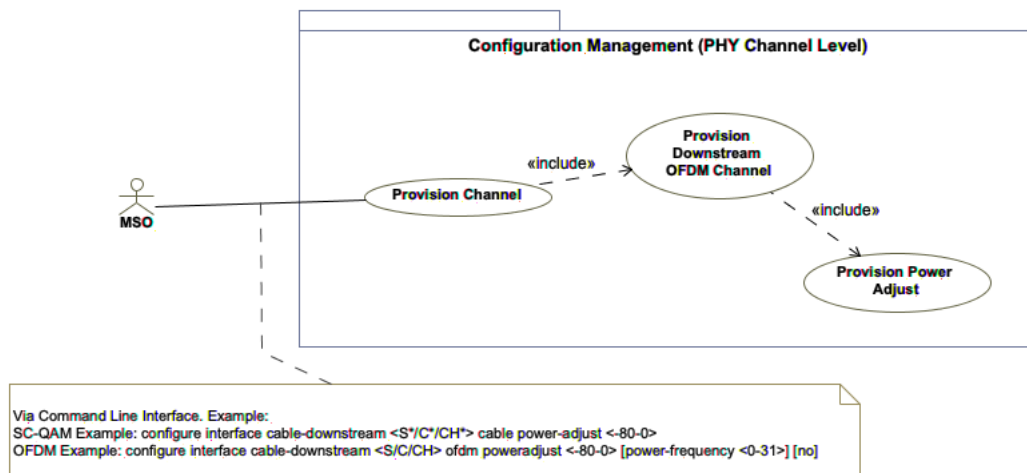 Configuration Management (PHY Channel Level)
Provision
Downstream
OFDM Channel
«include»
Provision Channel
MSO
«include»
Provision Power
Adjust
Via Command Line Interface. Example:
SC-QAM Example: configure interface cable-downstream <S*/C*/CH*> cable power-adjust <-80-0>
OFDM Example: configure interface cable-downstream <S/C/CH> ofdm poweradjust <-80-0> [power-frequency <0-31>] [no]